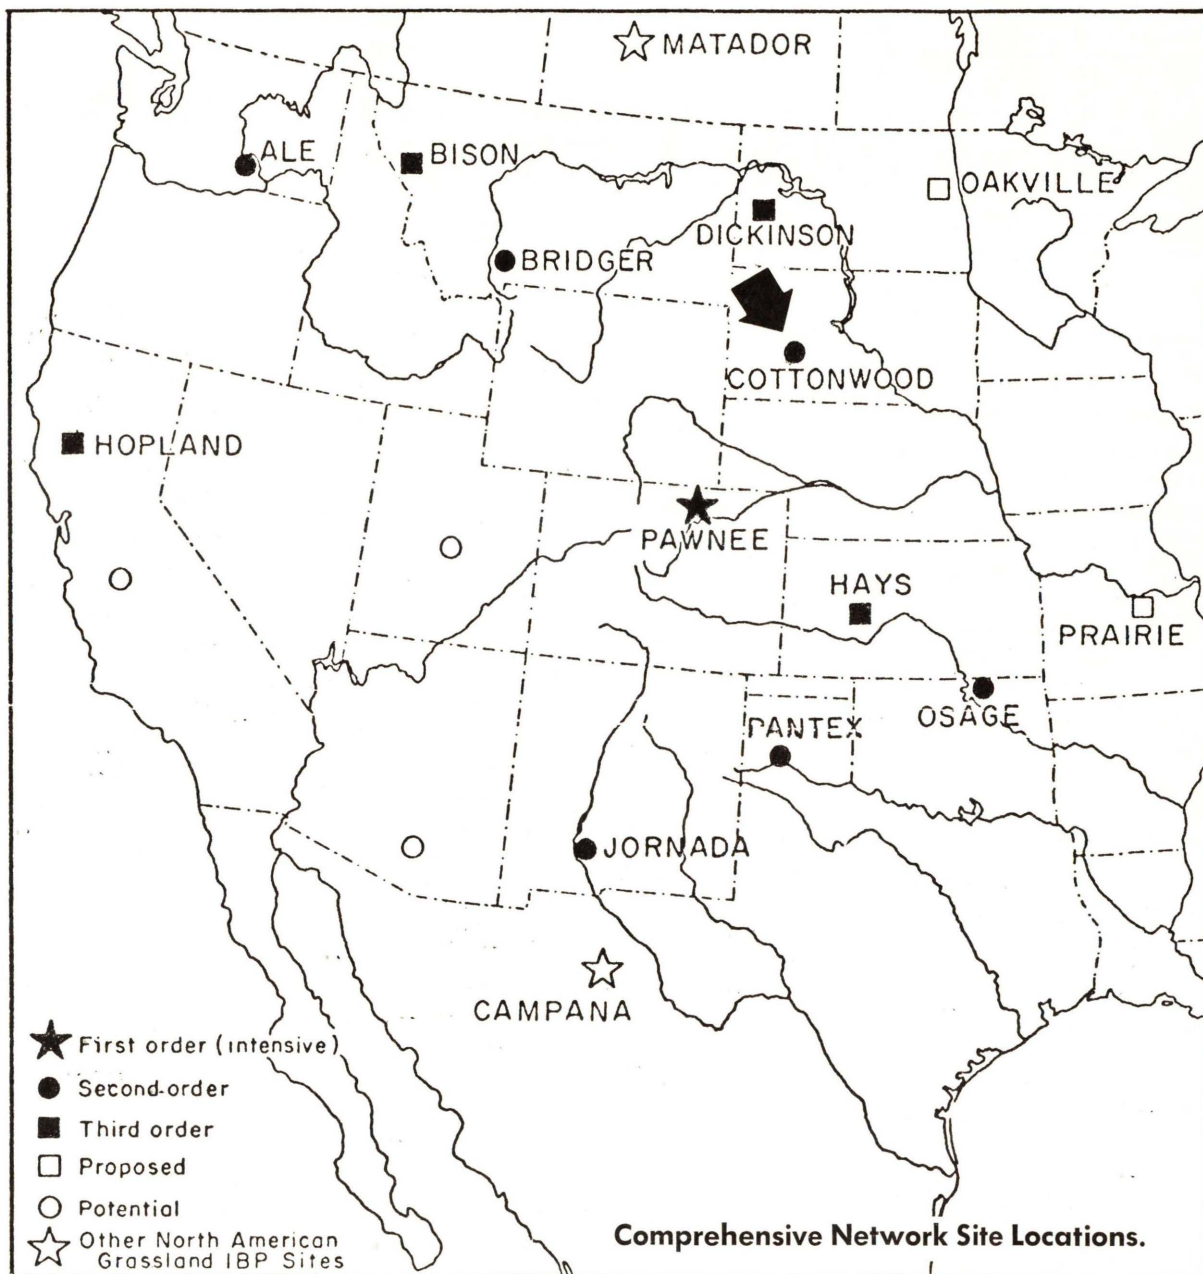 MATADOR
ALE
BISON
OAKVILLE
DICKINSON
BRIDGER
COTTONWOOD
HOPLAND
PAWNEE
HAYS
PRAIRIE
OSAGE
PANTEX
JORNADA
CAMPANA
First order (intensive)
Second-order
Third order
Proposed
Potential
Other North American
Grassland IBP Sites
Comprehensive Network Site Locations.